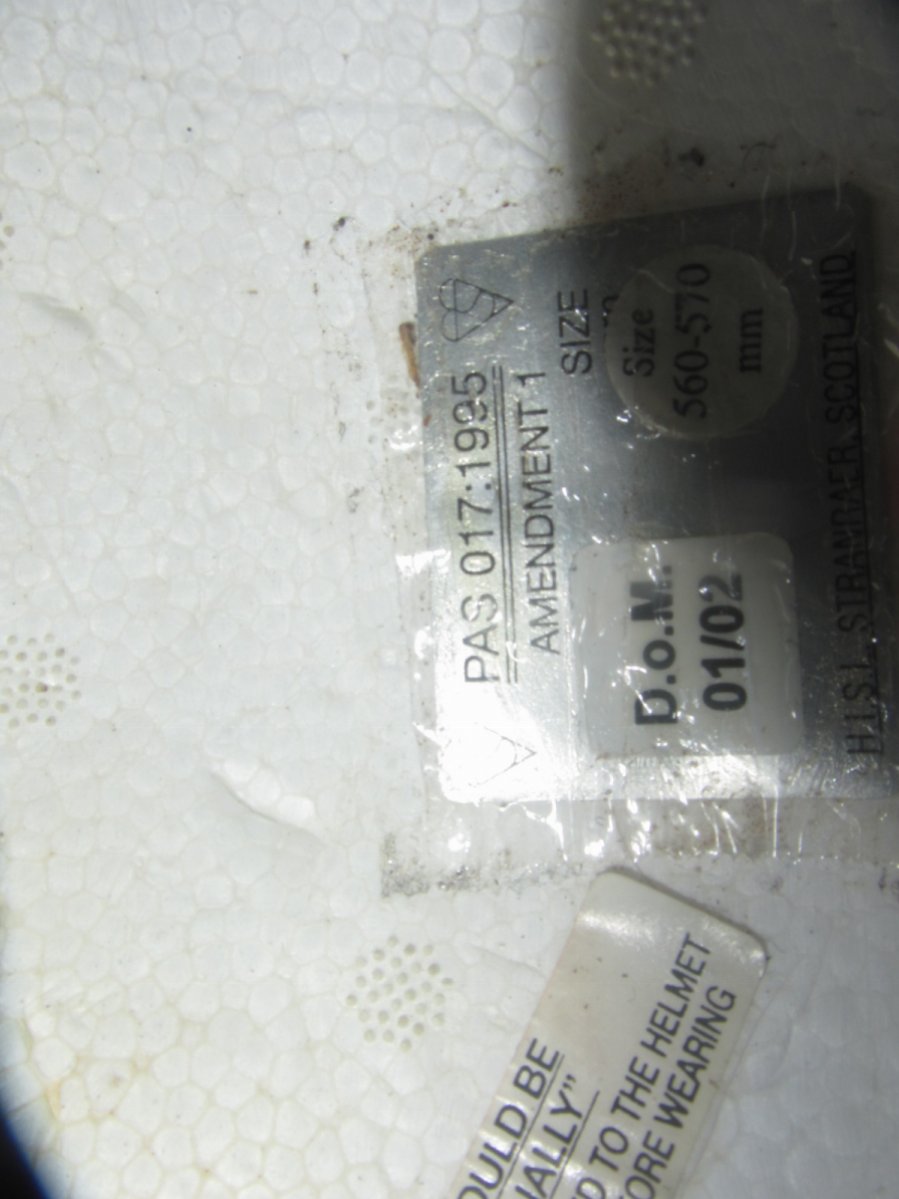 PAS 017:1995
AMENDMENT 1
SIZE
Size
560-570
mm
D.o.M.
01/02
H.I.S.L. STRANRAER, SCOTLAND
OULD BE
ALLY”
TO THE HELMET
ORE WEARING